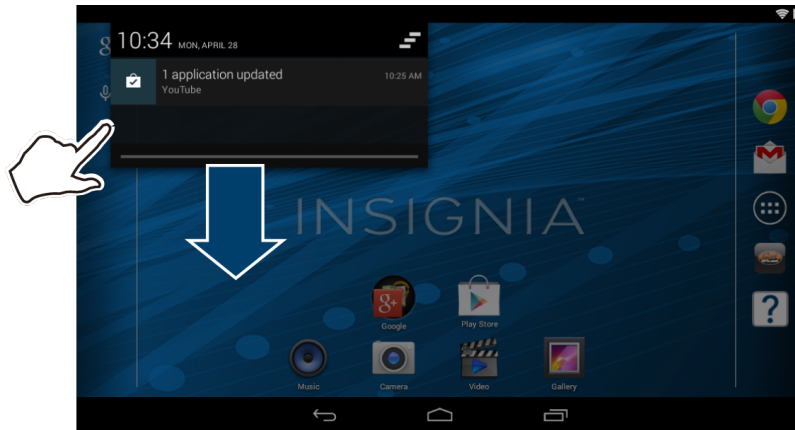 10:34 MON, APRIL 28
1 application updated 10:25 AM
YouTube
INSIGNIA™
Google
Play Store
Music
Camera
Video
Gallery